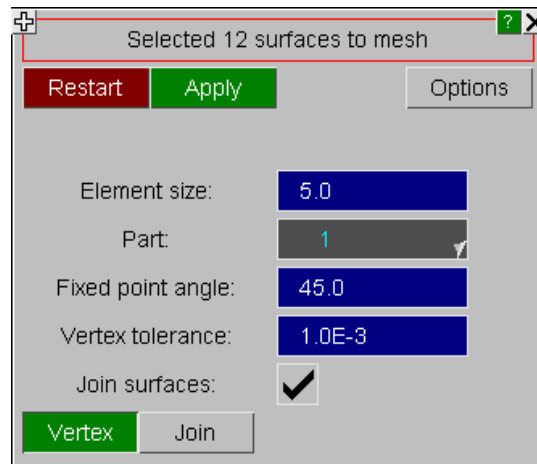 ?
Selected 12 surfaces to mesh
Restart Apply Options
Element size: 5.0
Part: 1
Fixed point angle: 45.0
Vertex tolerance: 1.0E-3
Join surfaces:
Vertex Join